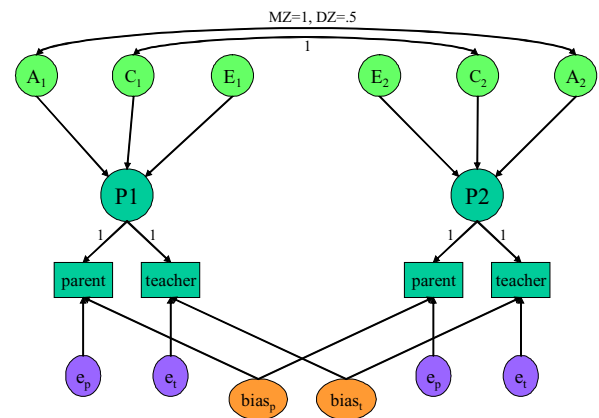 MZ=1, DZ=.5
1
A₁ C₁ E₁ E₂ C₂ A₂
P1 P2
1 1 1 1
parent teacher parent teacher
eₚ eₜ eₚ eₜ
biasₚ biasₜ